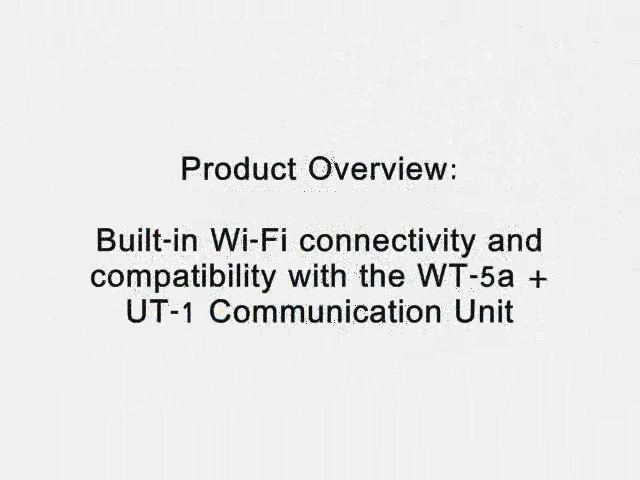 Product Overview:
Built-in Wi-Fi connectivity and
compatibility with the WT-5a +
UT-1 Communication Unit